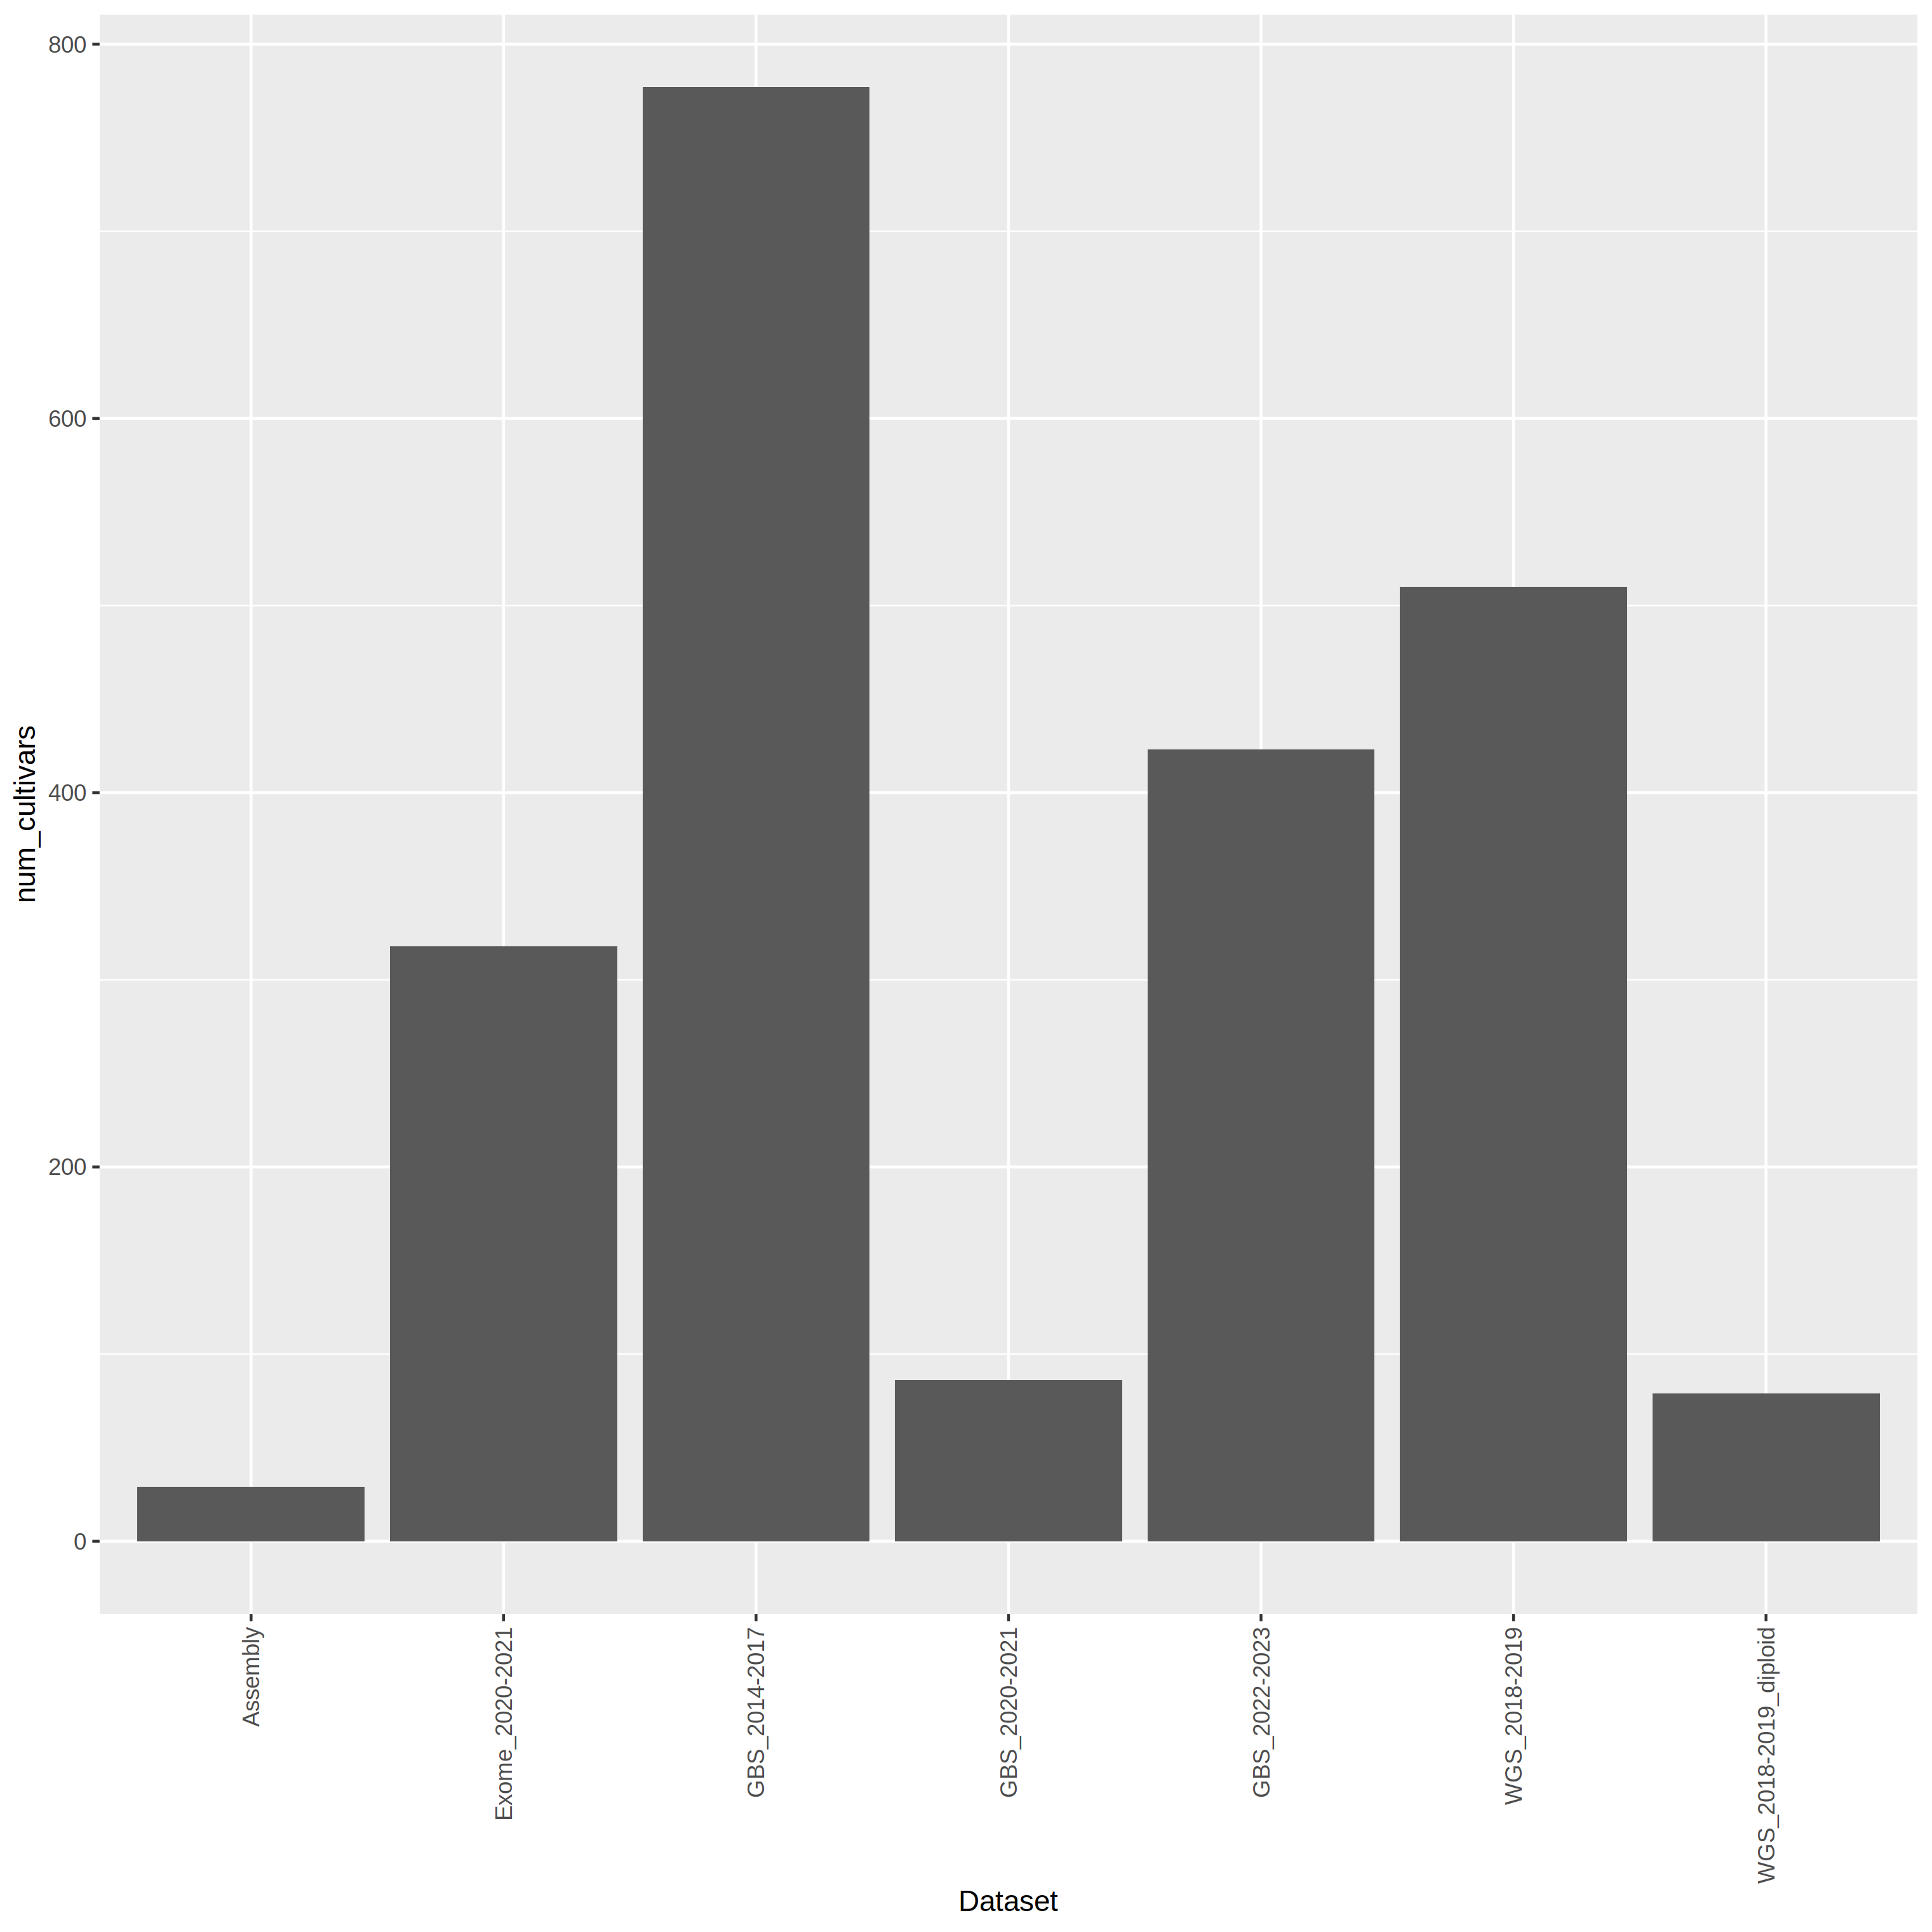 num_cultivars
800
600
400
200
0
Assembly
Exome_2020-2021
GBS_2014-2017
GBS_2020-2021
GBS_2022-2023
WGS_2018-2019
WGS_2018-2019_diploid
Dataset